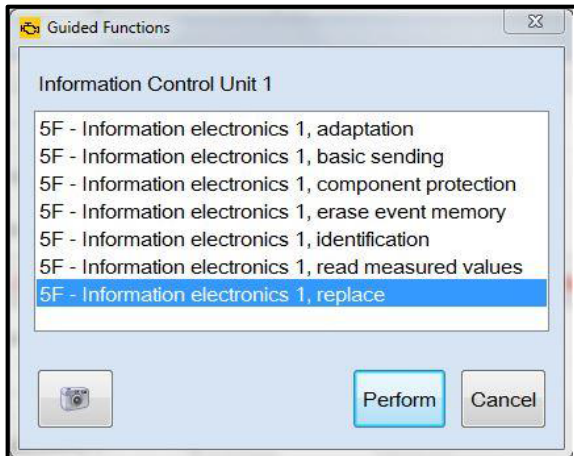 Guided Functions
Information Control Unit 1
5F - Information electronics 1, adaptation
5F - Information electronics 1, basic sending
5F - Information electronics 1, component protection
5F - Information electronics 1, erase event memory
5F - Information electronics 1, identification
5F - Information electronics 1, read measured values
5F - Information electronics 1, replace
Perform Cancel